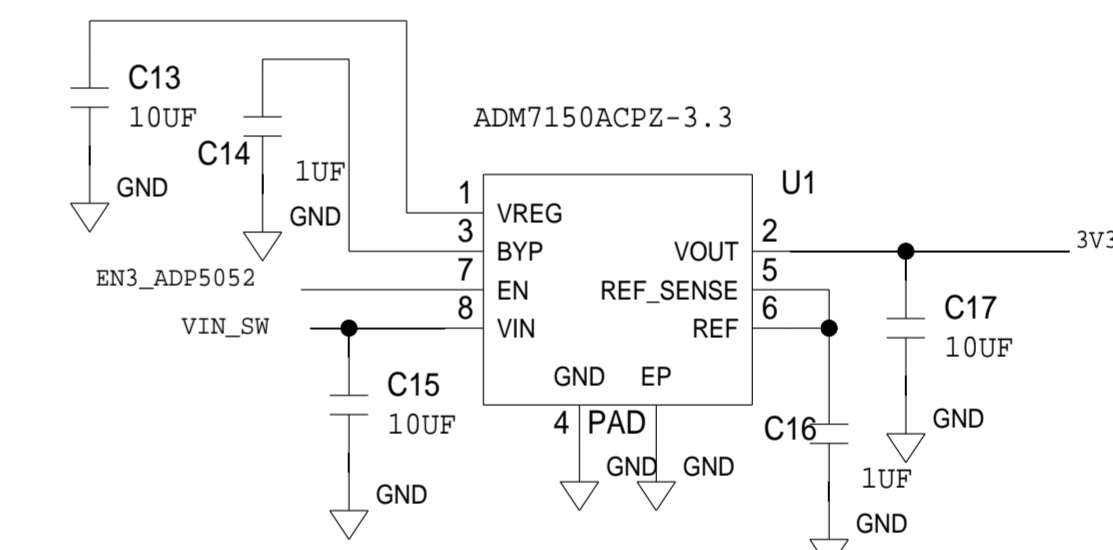 C13
10UF
C14
1UF
GND
GND
ADM7150ACPZ-3.3
U1
1
VREG
3
BYP
VOUT
2
3V3
EN3_ADP5052
7
EN
REF_SENSE
5
VIN_SW
8
VIN
REF
6
C17
10UF
GND
EP
C15
10UF
4
PAD
C16
GND
GND
GND
GND
1UF
GND